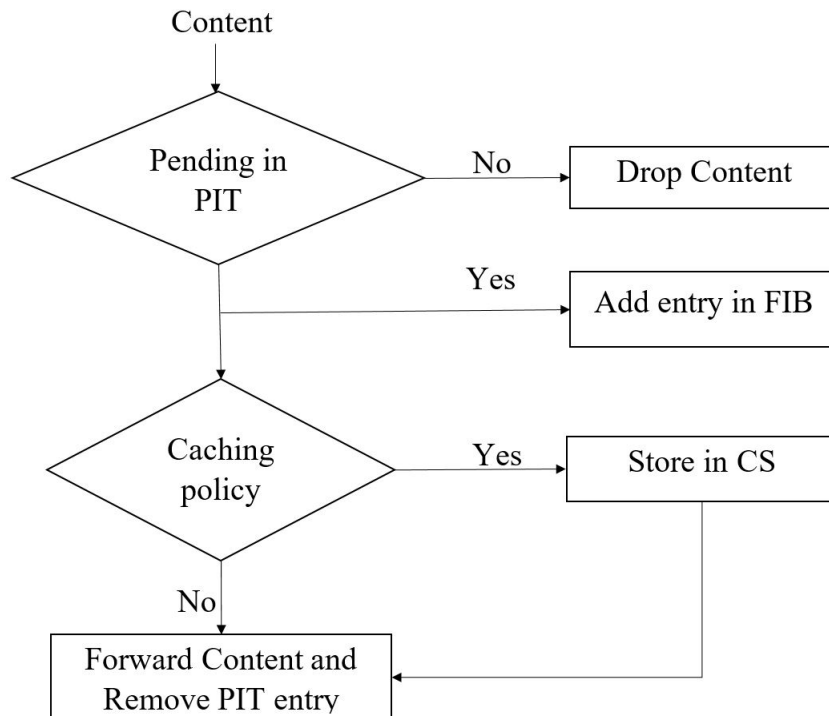 Content
Pending in
PIT
No
Drop Content
Yes
Add entry in FIB
Caching
policy
Yes
Store in CS
No
Forward Content and
Remove PIT entry